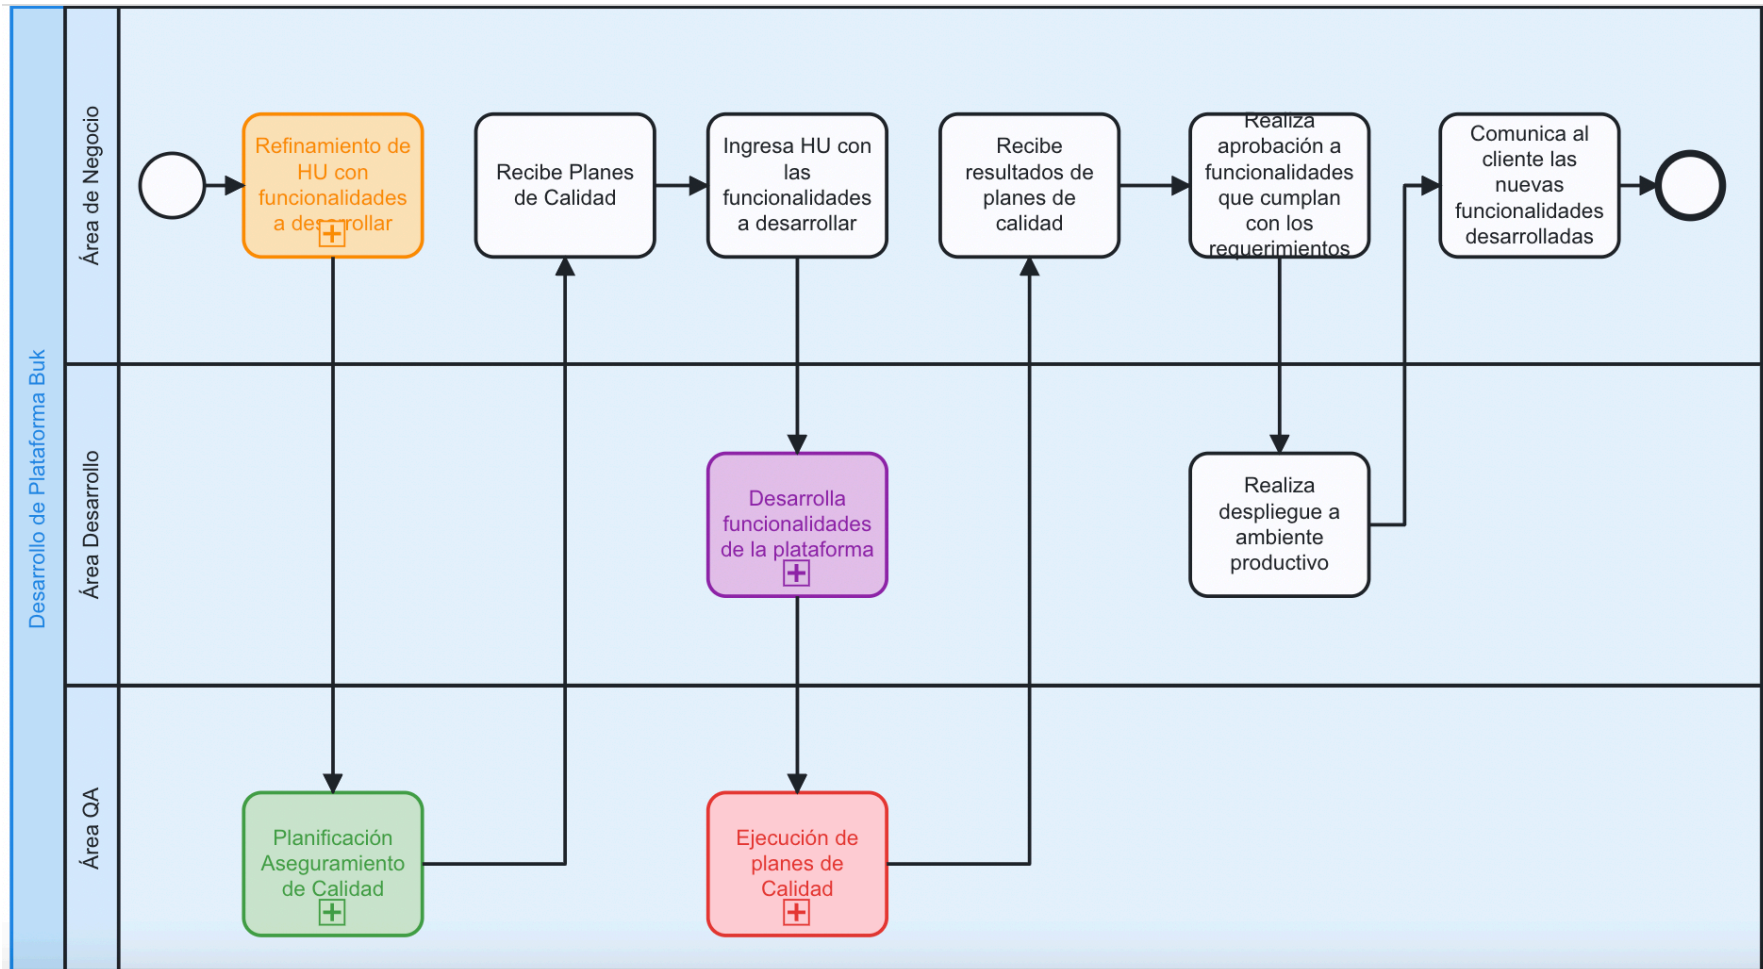 Desarrollo de Plataforma Buk
Área de Negocio
Refinamiento de
HU con
funcionalidades
a desarrollar
Recibe Planes
de Calidad
Ingresa HU con
las
funcionalidades
a desarrollar
Recibe
resultados de
planes de
calidad
Realiza
aprobación a
funcionalidades
que cumplan
con los
requerimientos
Comunica al
cliente las
nuevas
funcionalidades
desarrolladas
Área Desarrollo
Desarrolla
funcionalidades
de la plataforma
Realiza
despliegue a
ambiente
productivo
Área QA
Planificación
Aseguramiento
de Calidad
Ejecución de
planes de
Calidad